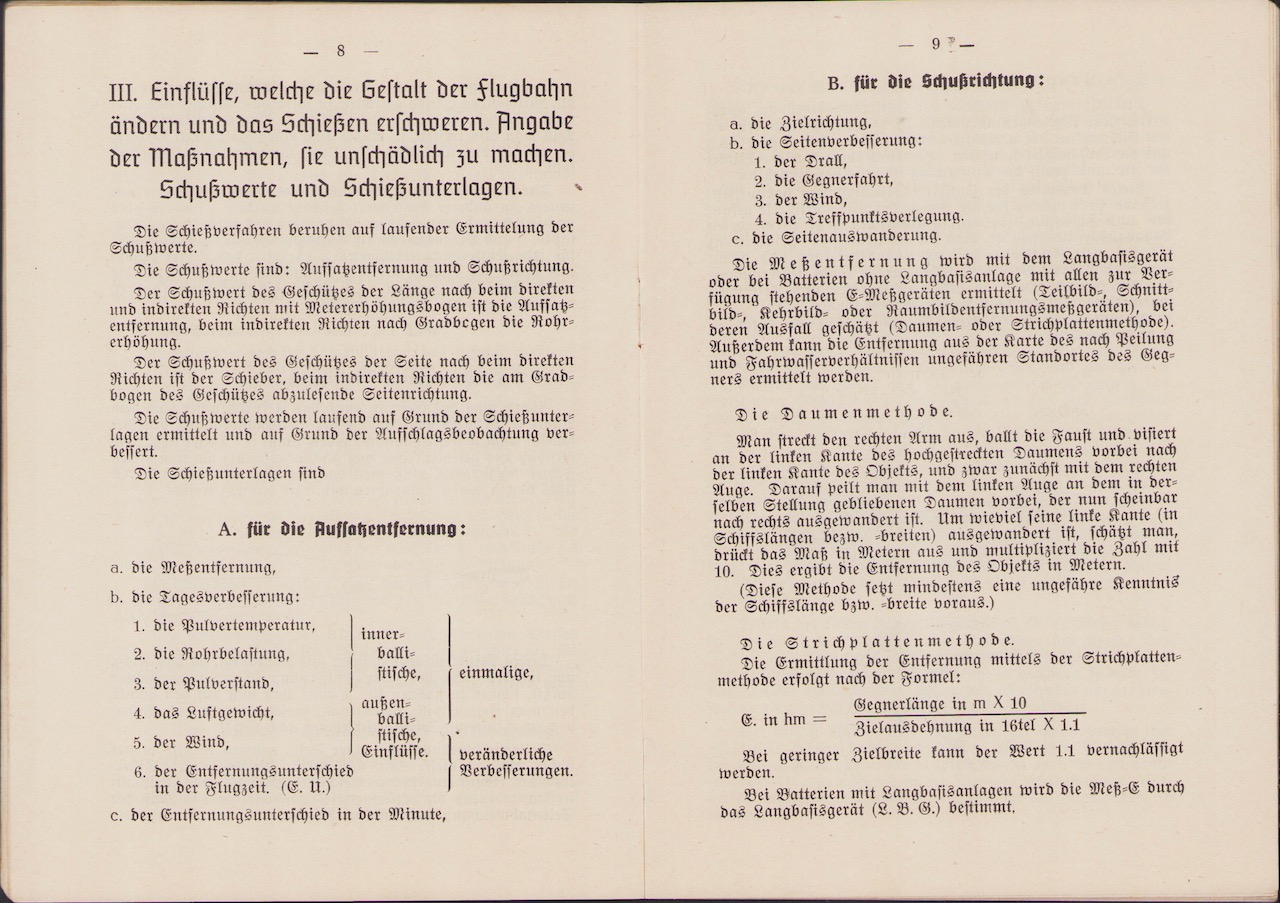 — 8 —
III. Einflüsse, welche die Gestalt der Flugbahn
ändern und das Schießen erschweren. Angabe
der Maßnahmen, sie unschädlich zu machen.
Schußwerte und Schießunterlagen.
Die Schießverfahren beruhen auf laufender Ermittelung der
Schußwerte.
Die Schußwerte sind: Aufsatzentfernung und Schußrichtung.
Der Schußwert des Geschützes der Länge nach beim direkten
und indirekten Richten mit Metererhöhungsbogen ist die Aufsatz-
entfernung, beim indirekten Richten nach Gradbogen die Rohr-
erhöhung.
Der Schußwert des Geschützes der Seite nach beim direkten
Richten ist der Schieber, beim indirekten Richten die am Grad-
bogen des Geschützes abzulesende Seitenrichtung.
Die Schußwerte werden laufend auf Grund der Schießunter-
lagen ermittelt und auf Grund der Aufschlagsbeobachtung ver-
bessert.
Die Schießunterlagen sind
A. für die Aufsatzentfernung:
a. die Meßentfernung,
b. die Tagesverbesserung:
1. die Pulvertemperatur,
2. die Rohrbelastung,
3. der Pulverstand,
4. das Luftgewicht,
5. der Wind,
6. der Entfernungsunterschied
in der Flugzeit. (E. U.)
inner-
balli-
stische,
außen-
balli-
stische,
Einflüsse.
einmalige,
veränderliche
Verbesserungen.
c. der Entfernungsunterschied in der Minute,
— 9 —
B. für die Schußrichtung:
a. die Zielrichtung,
b. die Seitenverbesserung:
1. der Drall,
2. die Gegnerfahrt,
3. der Wind,
4. die Treffpunktsverlegung.
c. die Seitenauswanderung.
Die Meßentfernung wird mit dem Langbasisgerät
oder bei Batterien ohne Langbasisanlage mit allen zur Ver-
fügung stehenden E-Meßgeräten ermittelt (Teilbild-, Schnitt-
bild-, Kehrbild- oder Raumbildentfernungsmeßgeräten), bei
deren Ausfall geschätzt (Daumen- oder Strichplattenmethode).
Außerdem kann die Entfernung aus der Karte des nach Peilung
und Fahrwasserverhältnissen ungefähren Standortes des Geg-
ners ermittelt werden.
Die Daumenmethode.
Man streckt den rechten Arm aus, ballt die Faust und visiert
an der linken Kante des hochgestreckten Daumens vorbei nach
der linken Kante des Objekts, und zwar zunächst mit dem rechten
Auge. Darauf peilt man mit dem linken Auge an dem in der-
selben Stellung gebliebenen Daumen vorbei, der nun scheinbar
nach rechts ausgewandert ist. Um wieviel seine linke Kante (in
Schiffslängen bezw. -breiten) ausgewandert ist, schätzt man,
drückt das Maß in Metern aus und multipliziert die Zahl mit
10. Dies ergibt die Entfernung des Objekts in Metern.
(Diese Methode setzt mindestens eine ungefähre Kenntnis
der Schiffslänge bzw. -breite voraus.)
Die Strichplattenmethode.
Die Ermittlung der Entfernung mittels der Strichplatten-
methode erfolgt nach der Formel:
E. in hm = Gegnerlänge in m X 10
Zielausdehnung in 16tel X 1.1
Bei geringer Zielbreite kann der Wert 1.1 vernachlässigt
werden.
Bei Batterien mit Langbasisanlagen wird die Meß-E durch
das Langbasisgerät (L. B. G.) bestimmt.